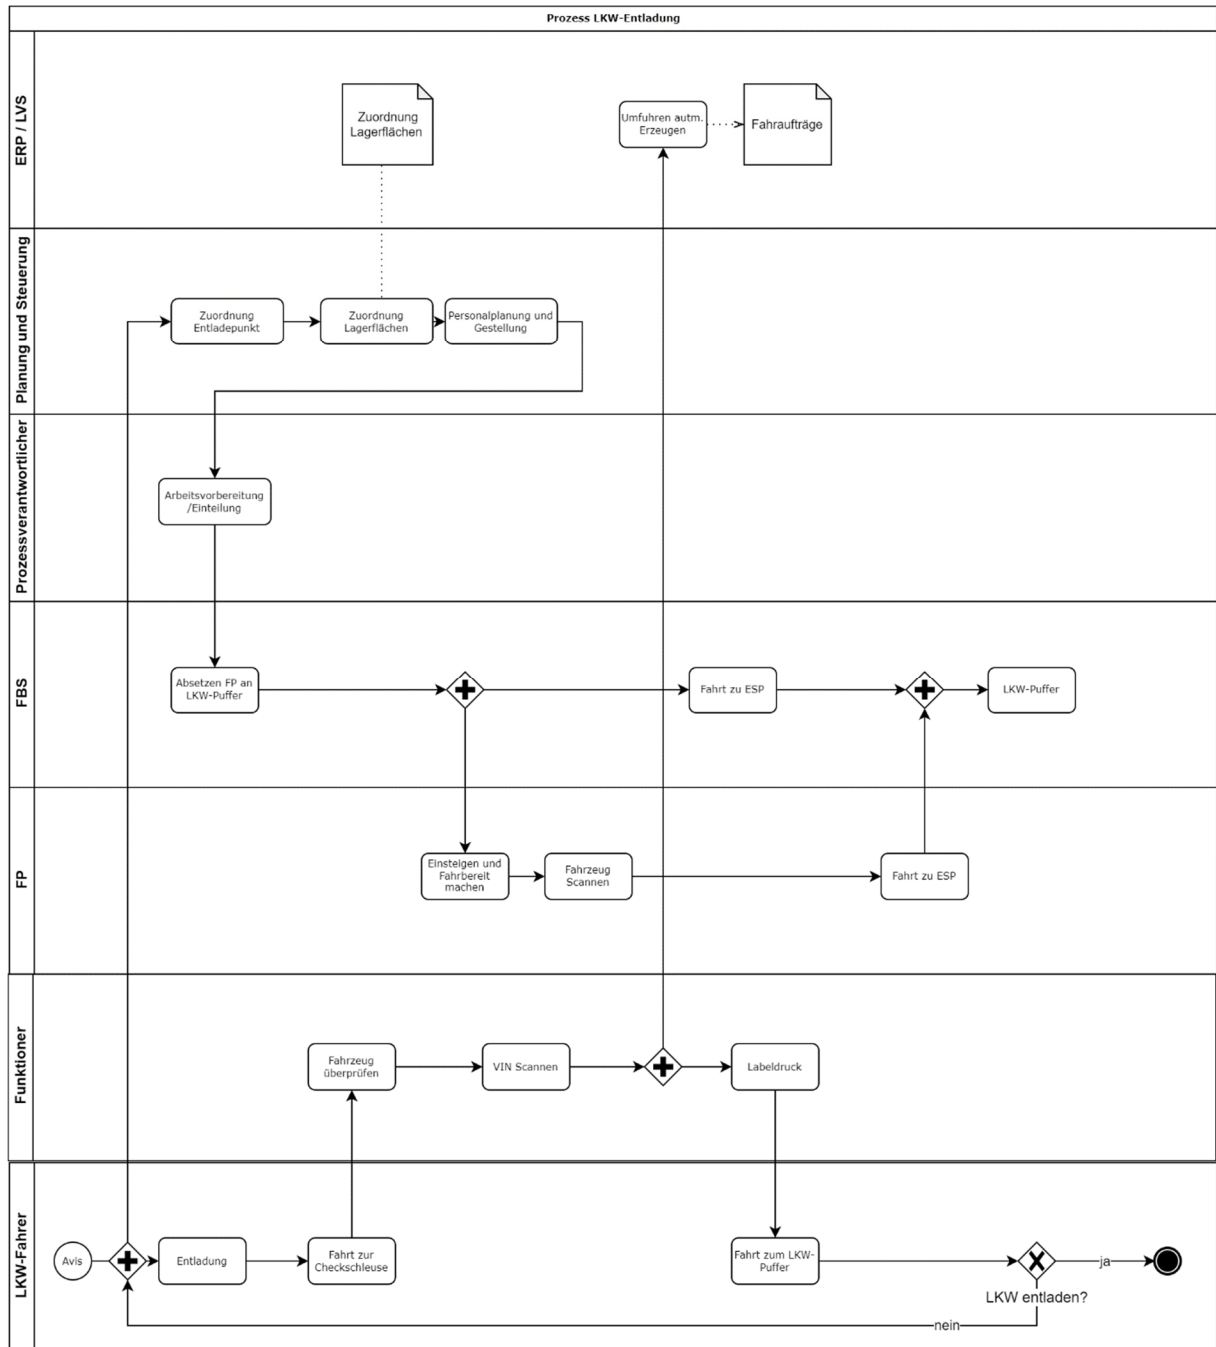 Prozess LKW-Entladung
ERP / LVS
Zuordnung
Lagerflächen
Umfuhren autm.
Erzeugen
Fahraufträge
Planung und Steuerung
Zuordnung
Entladepunkt
Zuordnung
Lagerflächen
Personalplanung und
Gestellung
Prozessverantwortlicher
Arbeitsvorbereitung
/Einteilung
FBS
Absetzen FP an
LKW-Puffer
Fahrt zu ESP
LKW-Puffer
FP
Einsteigen und
Fahrbereit
machen
Fahrzeug
Scannen
Fahrt zu ESP
Funktioner
Fahrzeug
überprüfen
VIN Scannen
Labeldruck
LKW-Fahrer
Avis
Entladung
Fahrt zur
Checkschleuse
Fahrt zum LKW-
Puffer
ja
LKW entladen?
nein